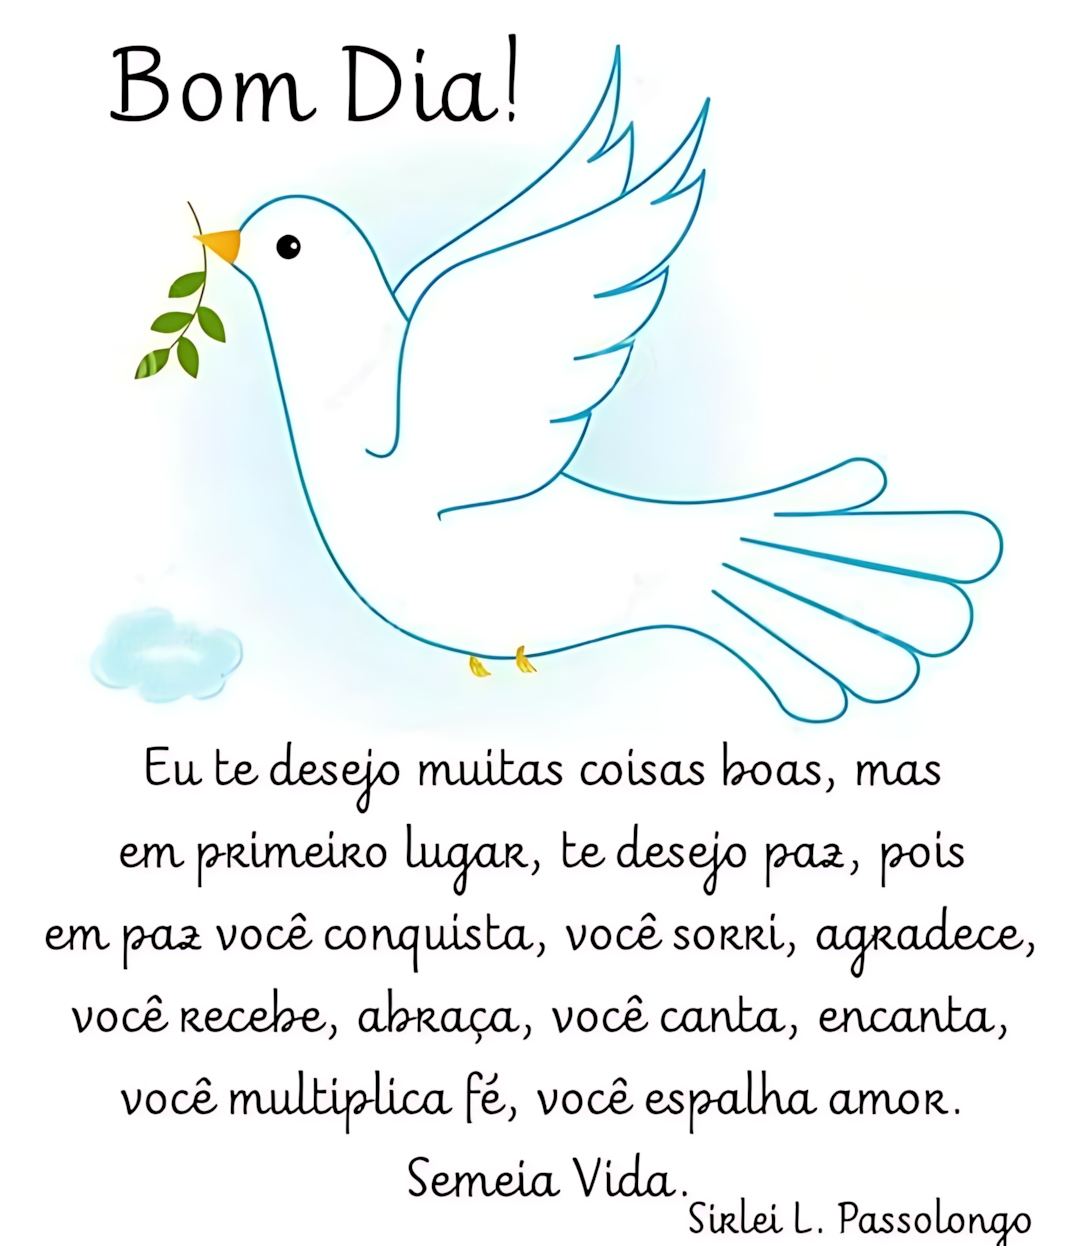 Bom Dia!
Eu te desejo muitas coisas boas, mas
em primeiro lugar, te desejo paz, pois
em paz você conquista, você sorri, agradece,
você recebe, abraça, você canta, encanta,
você multiplica fé, você espalha amor.
Semeia Vida.
Sirlei L. Passolongo